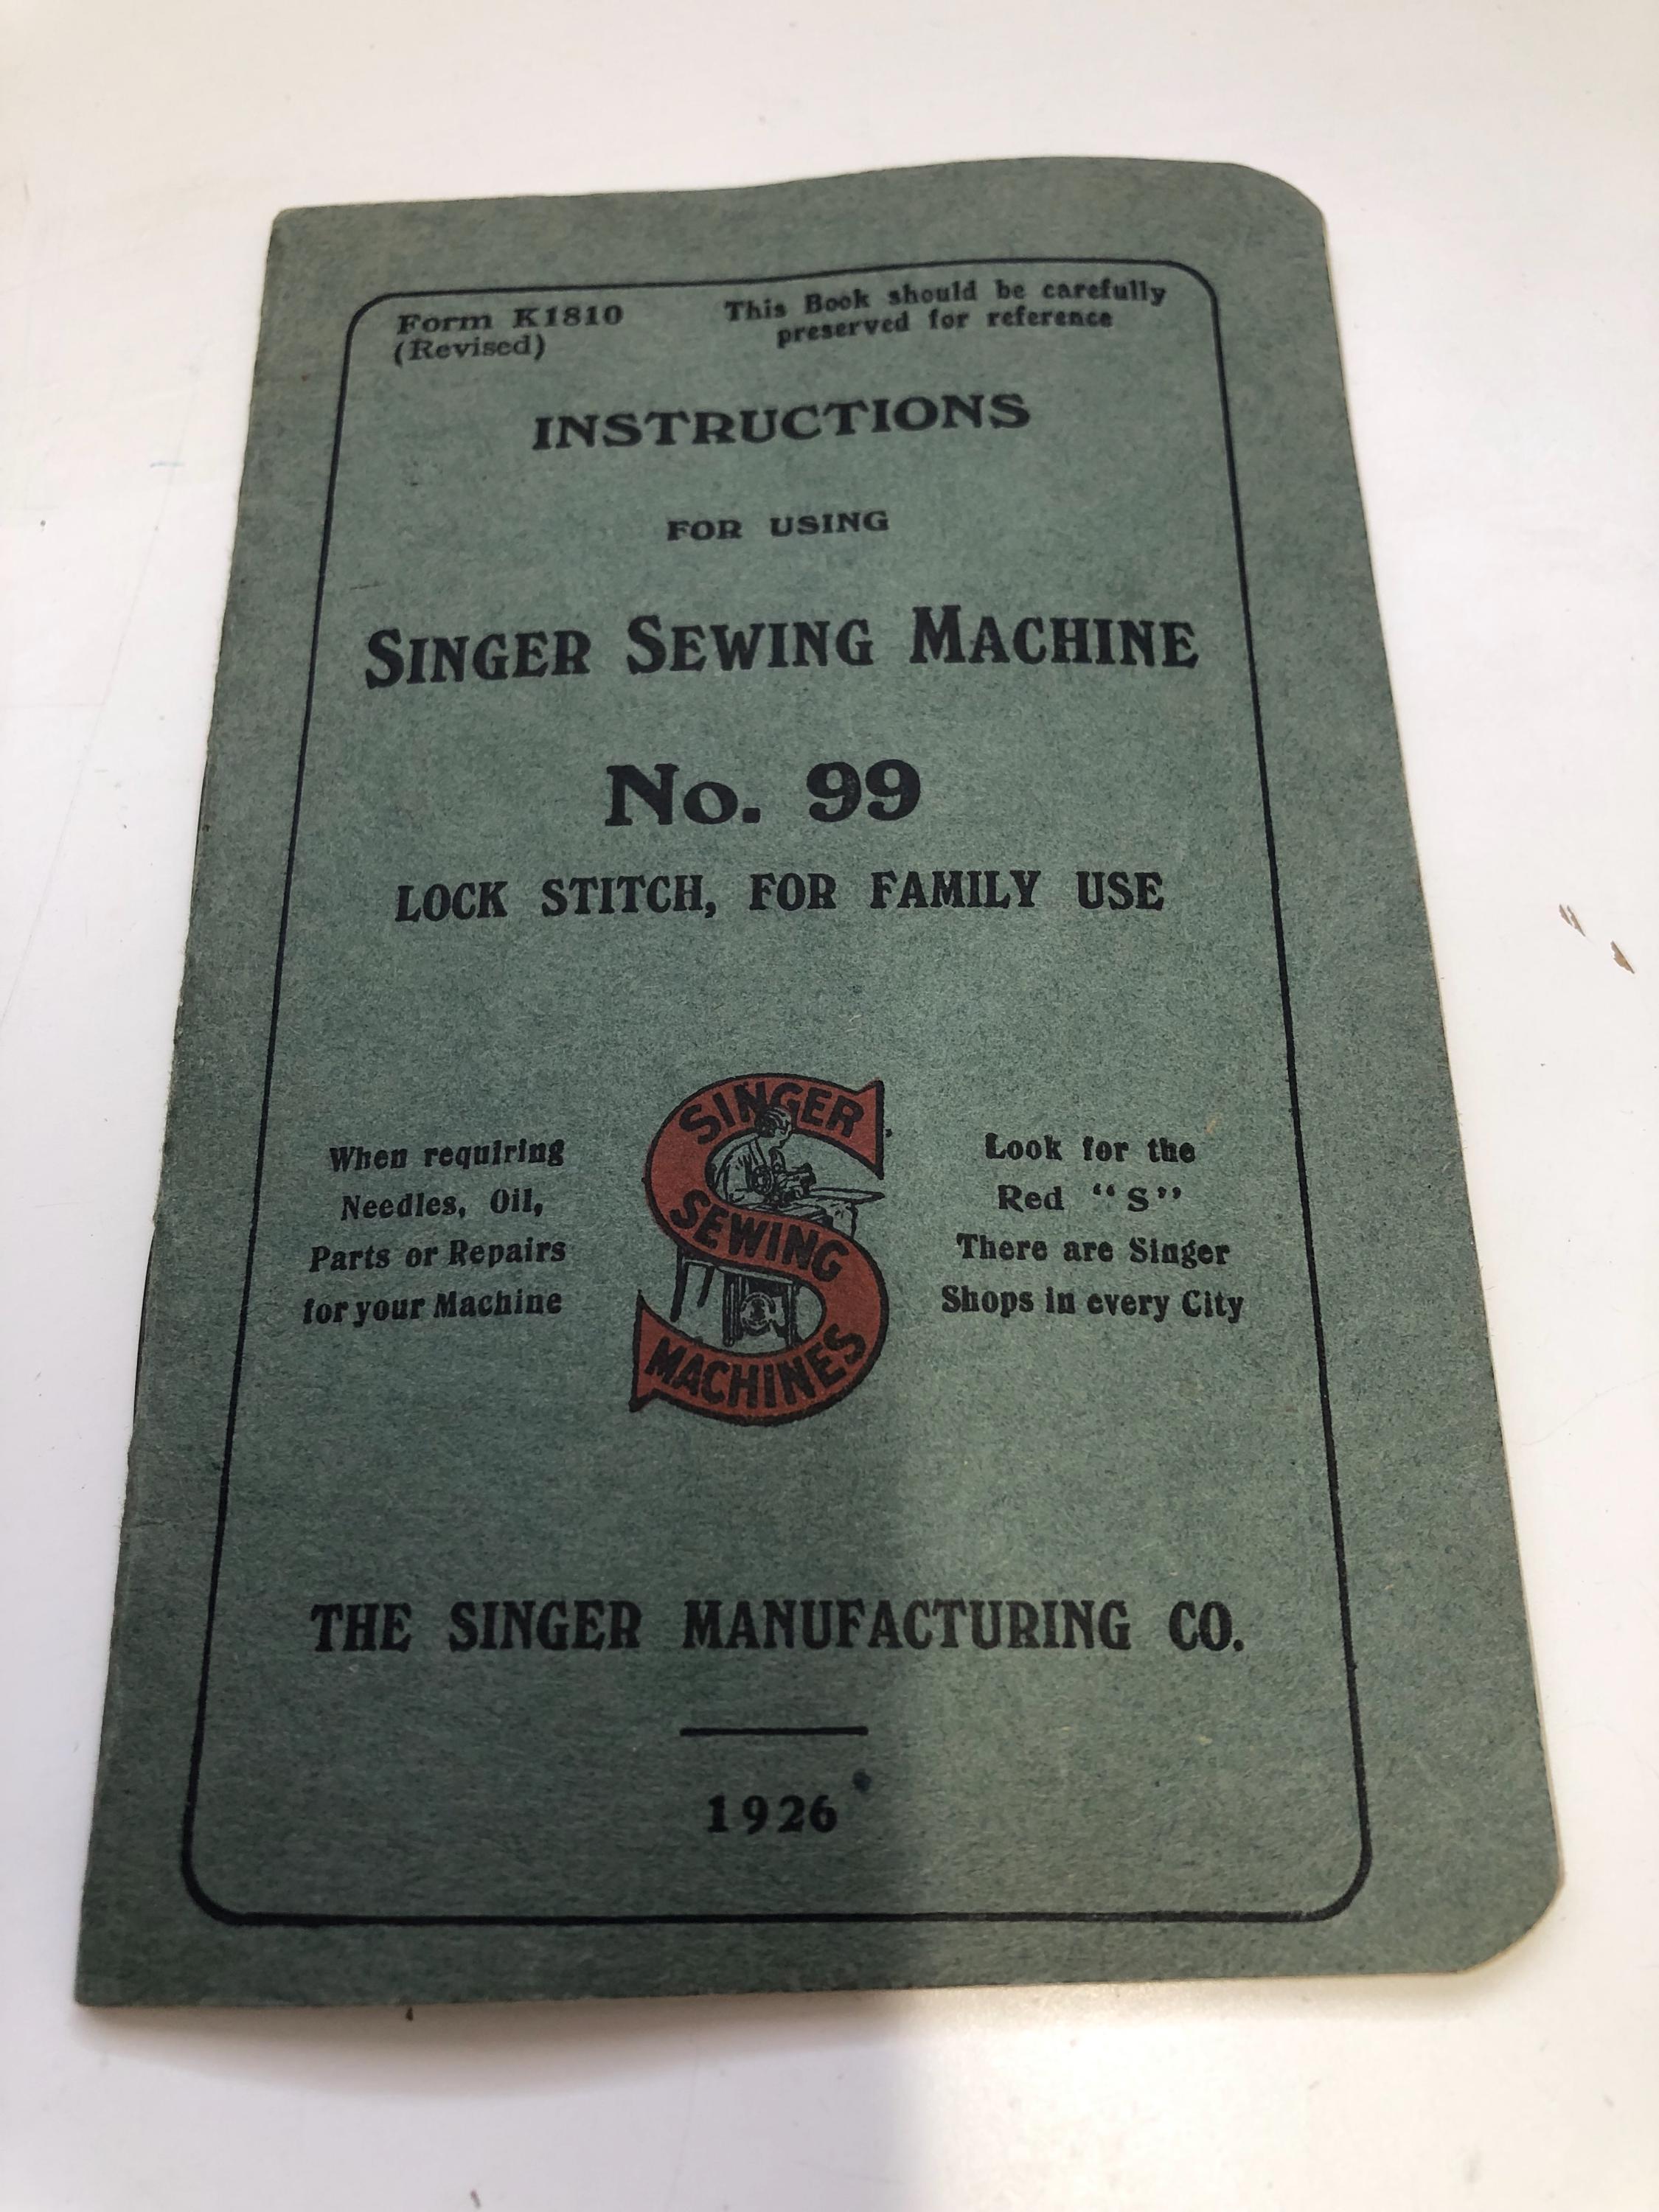 Form K1810
(Revised)
This Book should be carefully
preserved for reference
INSTRUCTIONS
FOR USING
SINGER SEWING MACHINE
No. 99
LOCK STITCH, FOR FAMILY USE
When requiring
Needles, Oil,
Parts or Repairs
for your Machine
SINGER
SEWING
MACHINES
Look for the
Red “S”
There are Singer
Shops in every City
THE SINGER MANUFACTURING CO.
1926